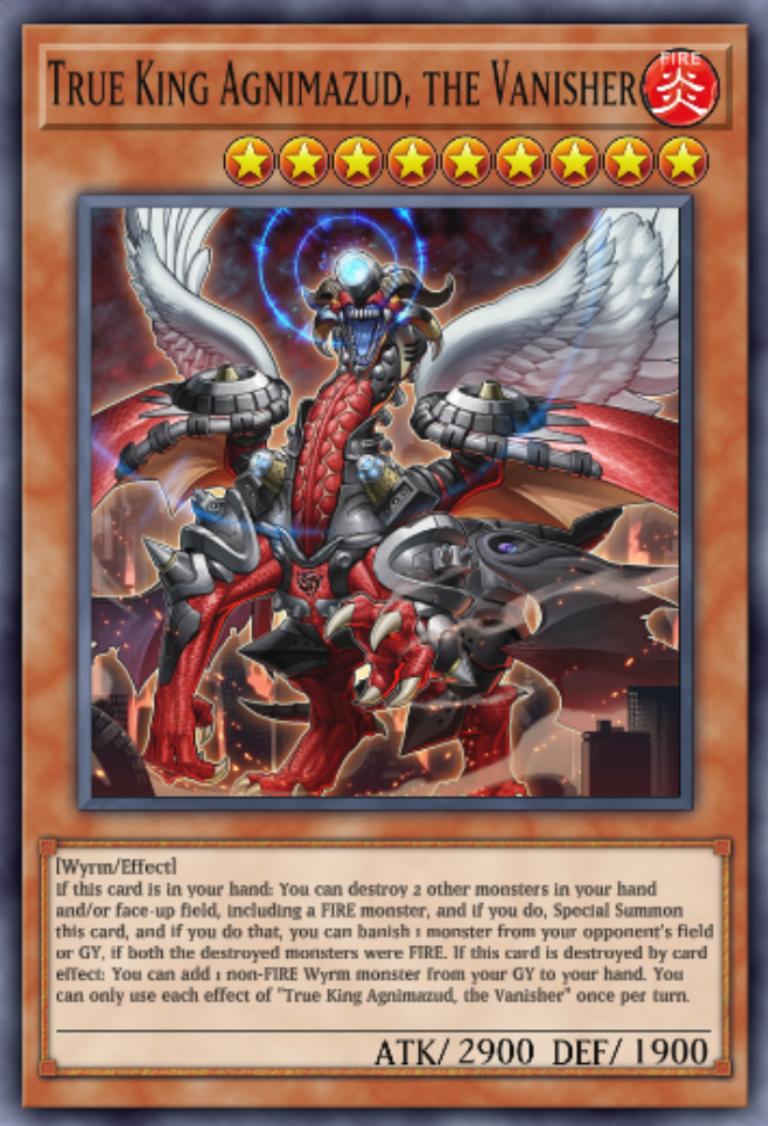 True King Agnimazud, the Vanisher
FIRE
炎
[Wyrm/Effect]
If this card is in your hand: You can destroy 2 other monsters in your hand
and/or face-up field, including a FIRE monster, and if you do, Special Summon
this card, and if you do that, you can banish 1 monster from your opponent's field
or GY, if both the destroyed monsters were FIRE. If this card is destroyed by card
effect: You can add 1 non-FIRE Wyrm monster from your GY to your hand. You
can only use each effect of "True King Agnimazud, the Vanisher" once per turn.
ATK/ 2900 DEF/ 1900